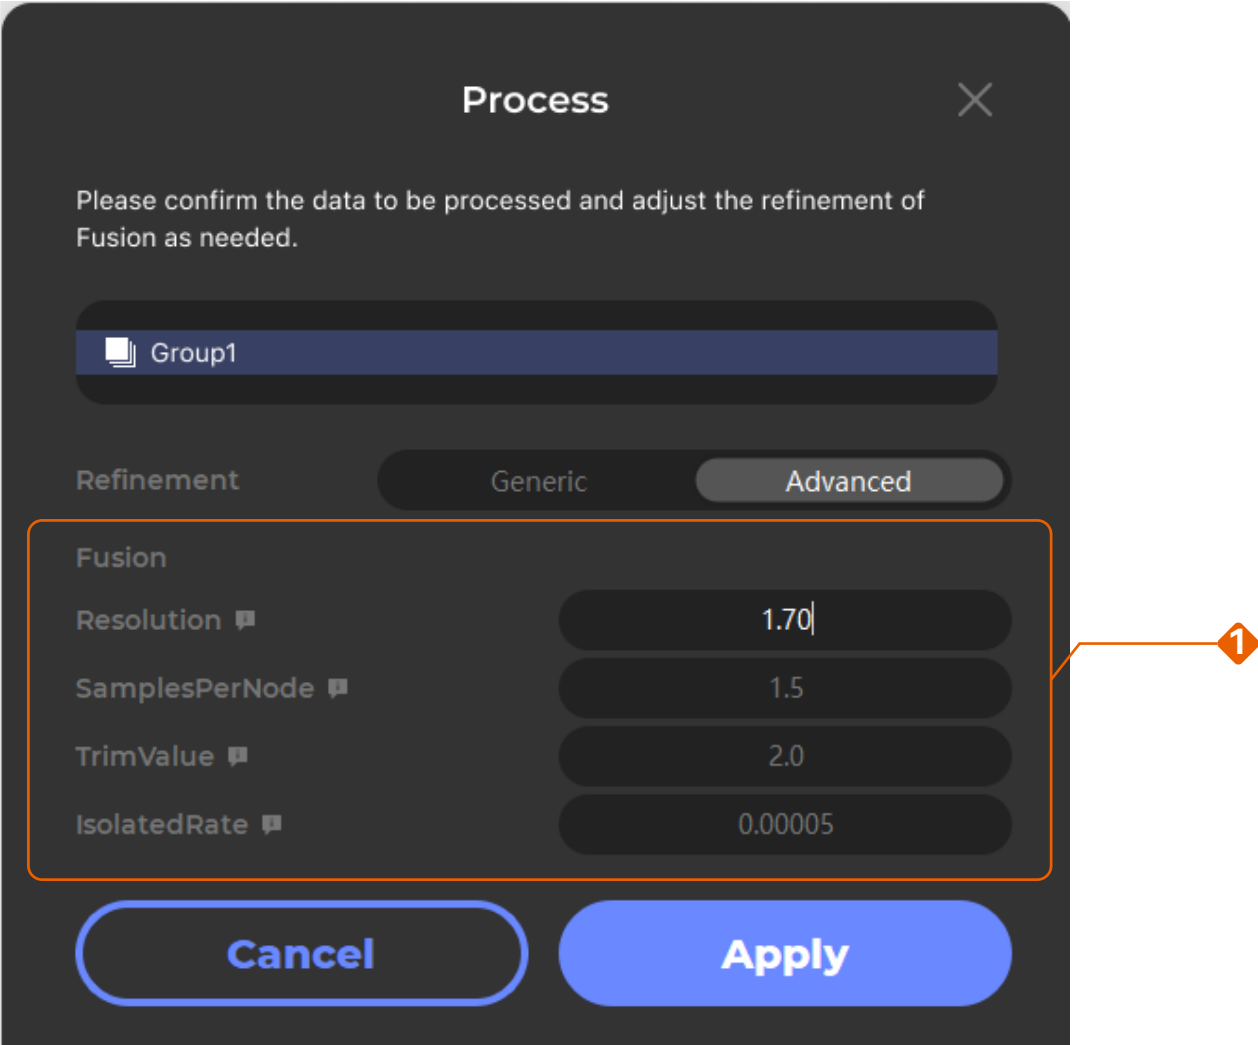 Process
Please confirm the data to be processed and adjust the refinement of
Fusion as needed.
Group1
Refinement
Generic
Advanced
Fusion
Resolution
1.70
1
SamplesPerNode
1.5
TrimValue
2.0
IsolatedRate
0.00005
Cancel
Apply